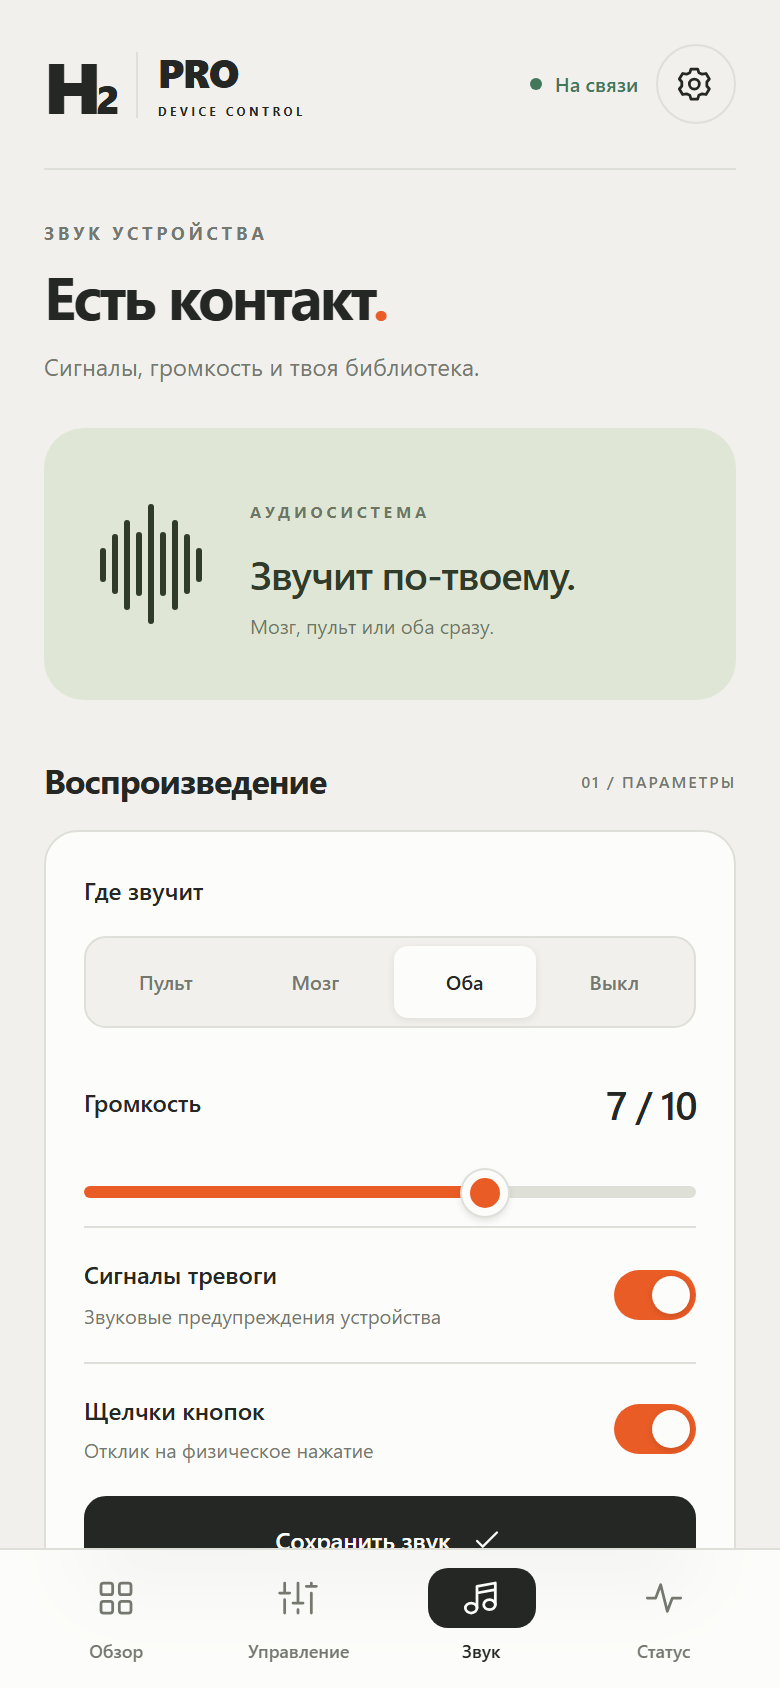 H2
PRO
DEVICE CONTROL
На связи
ЗВУК УСТРОЙСТВА
Есть контакт.
Сигналы, громкость и твоя библиотека.
АУДИОСИСТЕМА
Звучит по-твоему.
Мозг, пульт или оба сразу.
Воспроизведение
01 / ПАРАМЕТРЫ
Где звучит
Пульт Мозг Оба Выкл
Громкость
7 / 10
Сигналы тревоги
Звуковые предупреждения устройства
Щелчки кнопок
Отклик на физическое нажатие
Сохранить звук
Обзор Управление Звук Статус